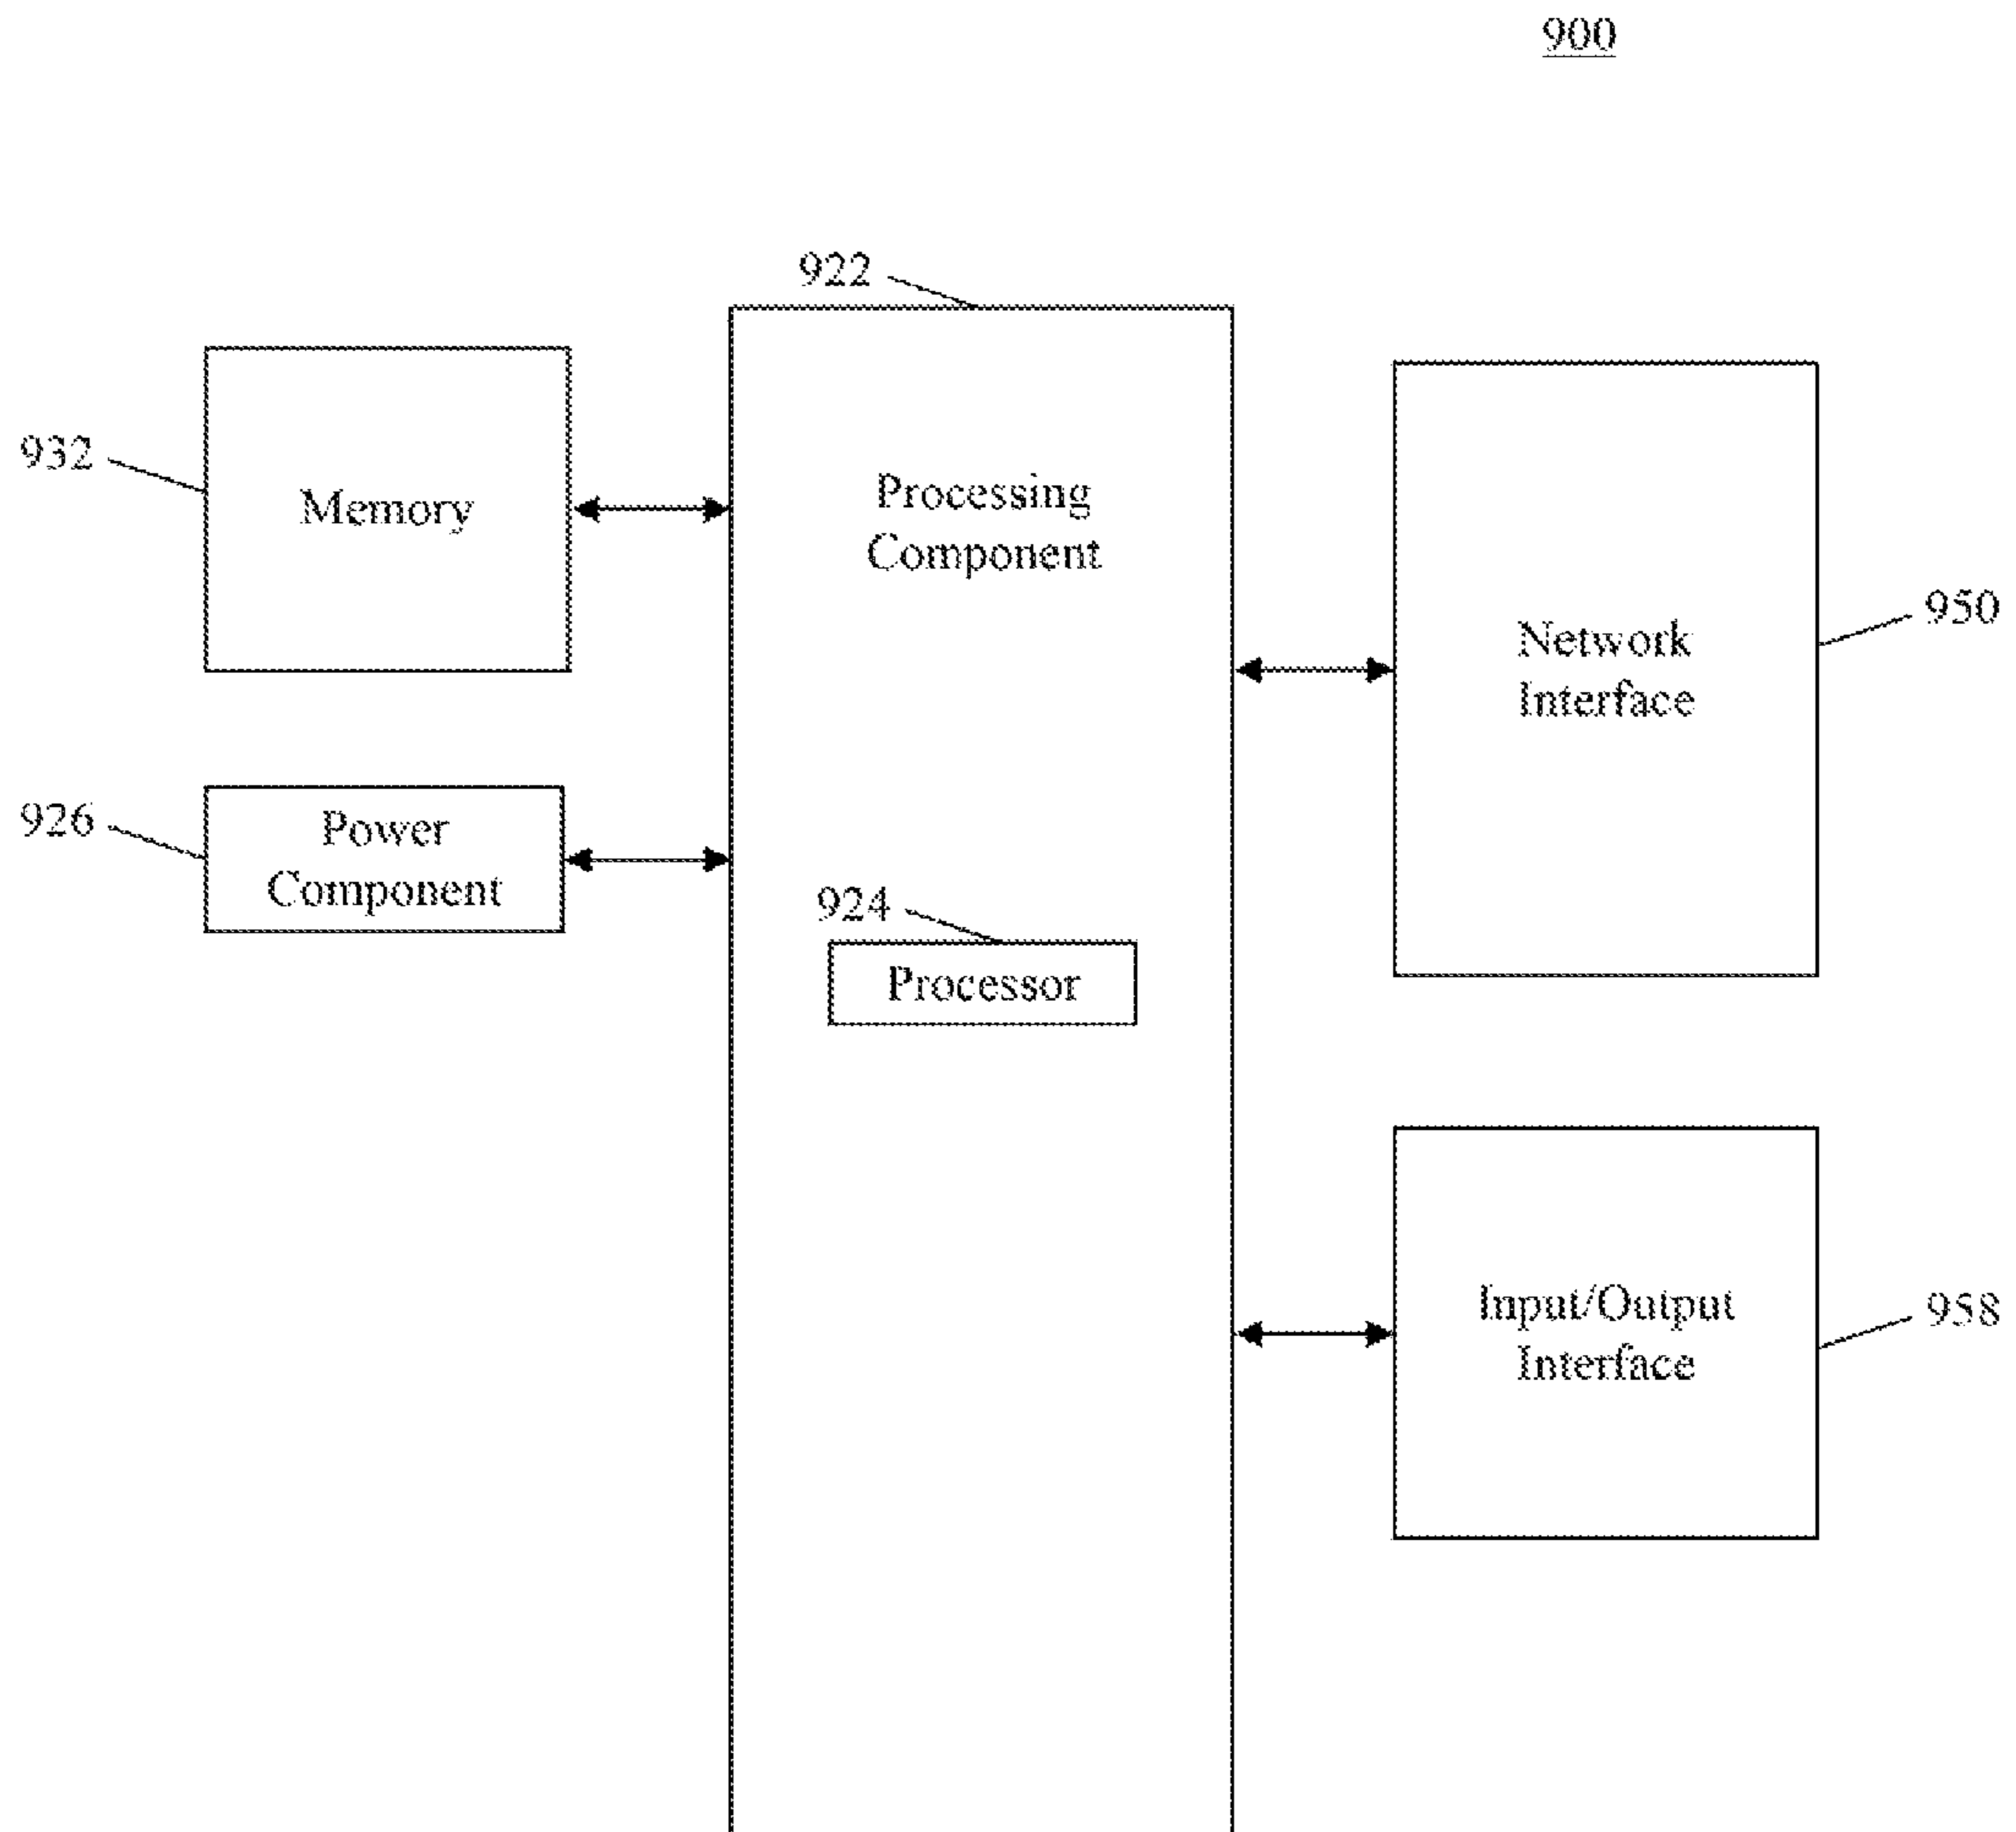 900
922
932
Memory
Processing
Component
Network
Interface
950
926
Power
Component
924
Processor
Input/Output
Interface
958